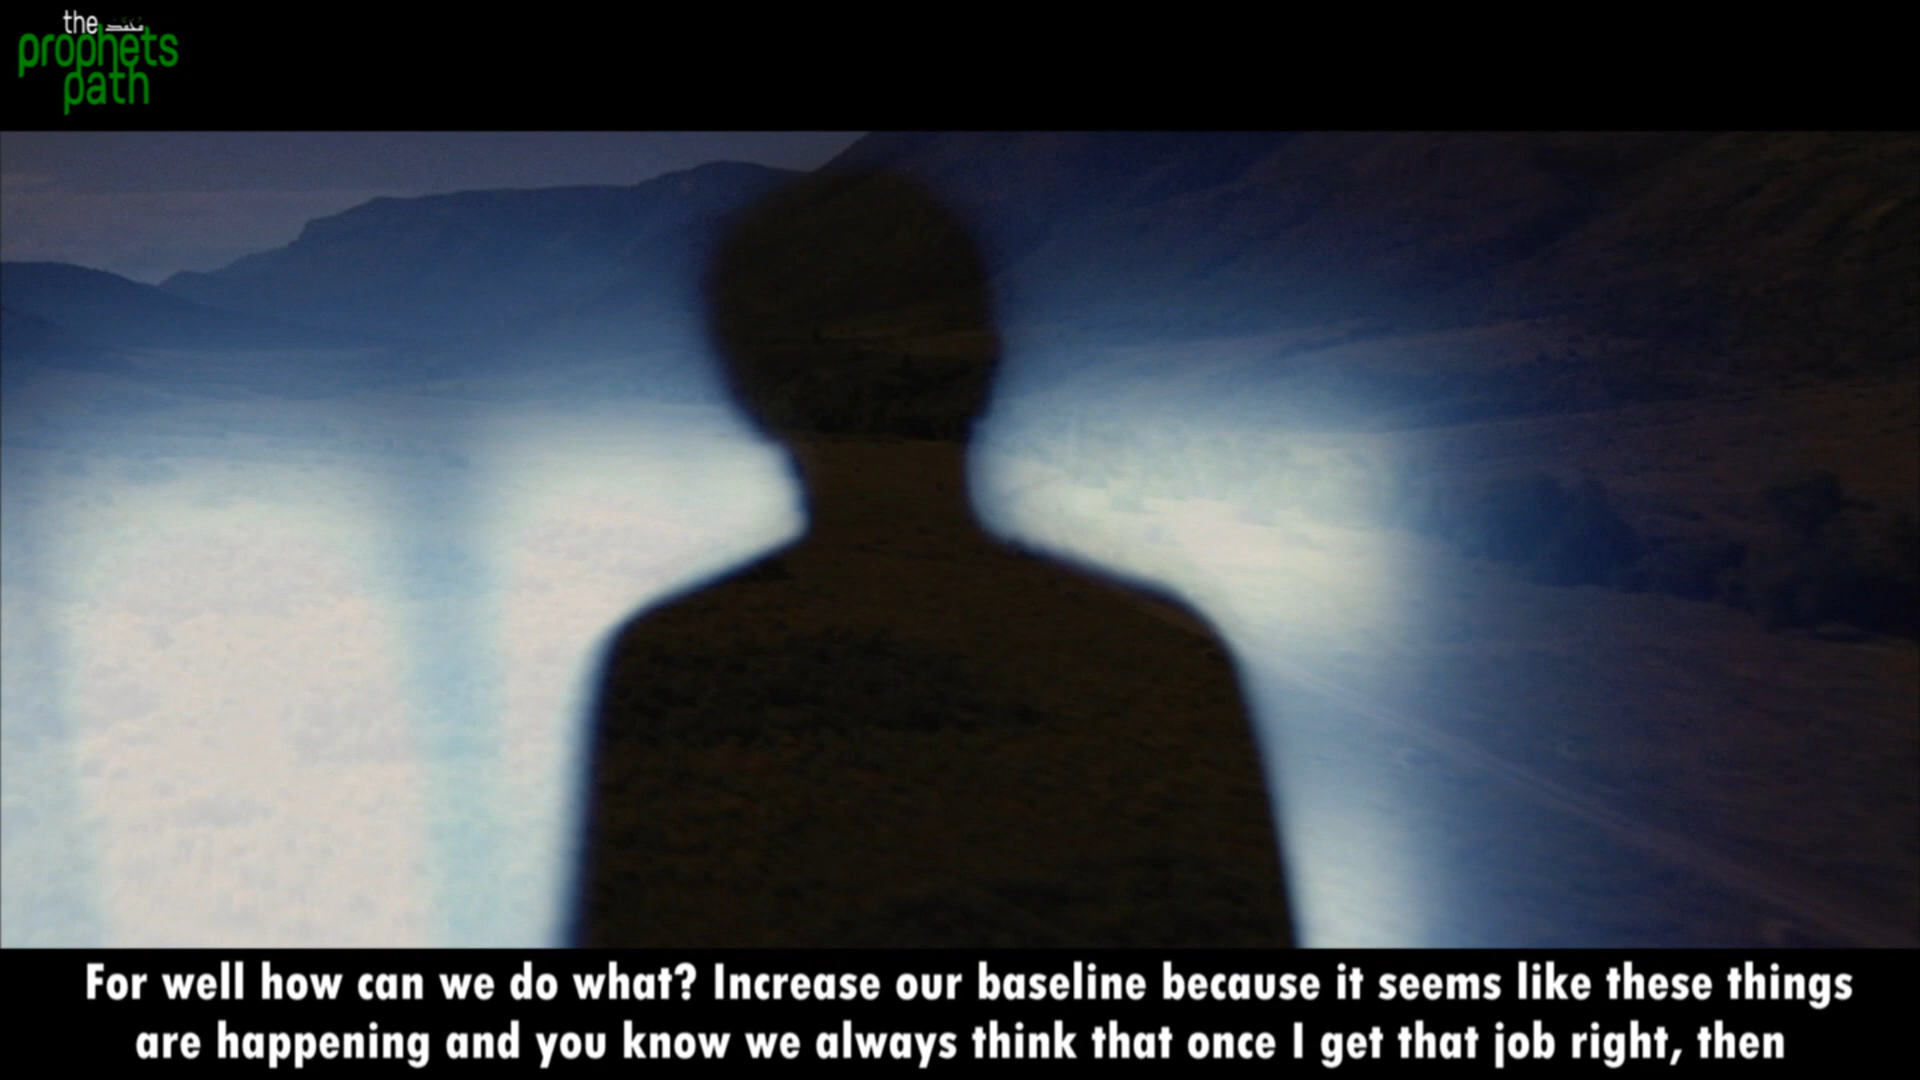 the محمد
prophets
path
For well how can we do what? Increase our baseline because it seems like these things
are happening and you know we always think that once I get that job right, then